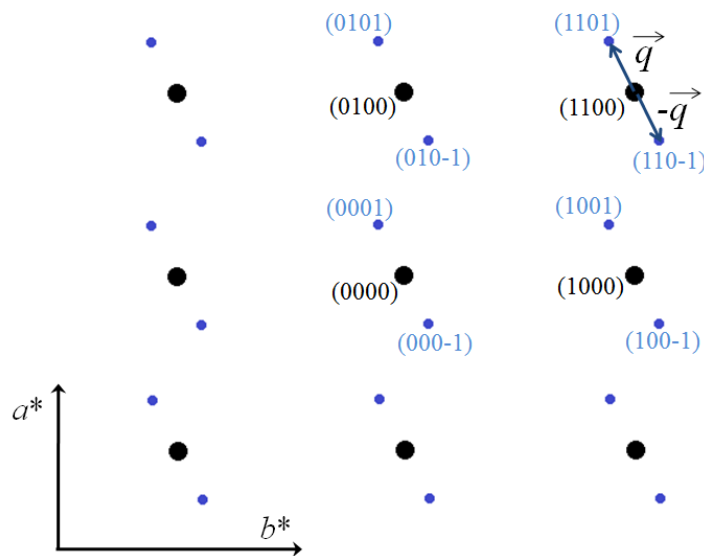 (0101) (1101)
q
(0100) (1100) -q
(010-1) (110-1)
(0001) (1001)
(0000) (1000)
(000-1) (100-1)
a*
b*